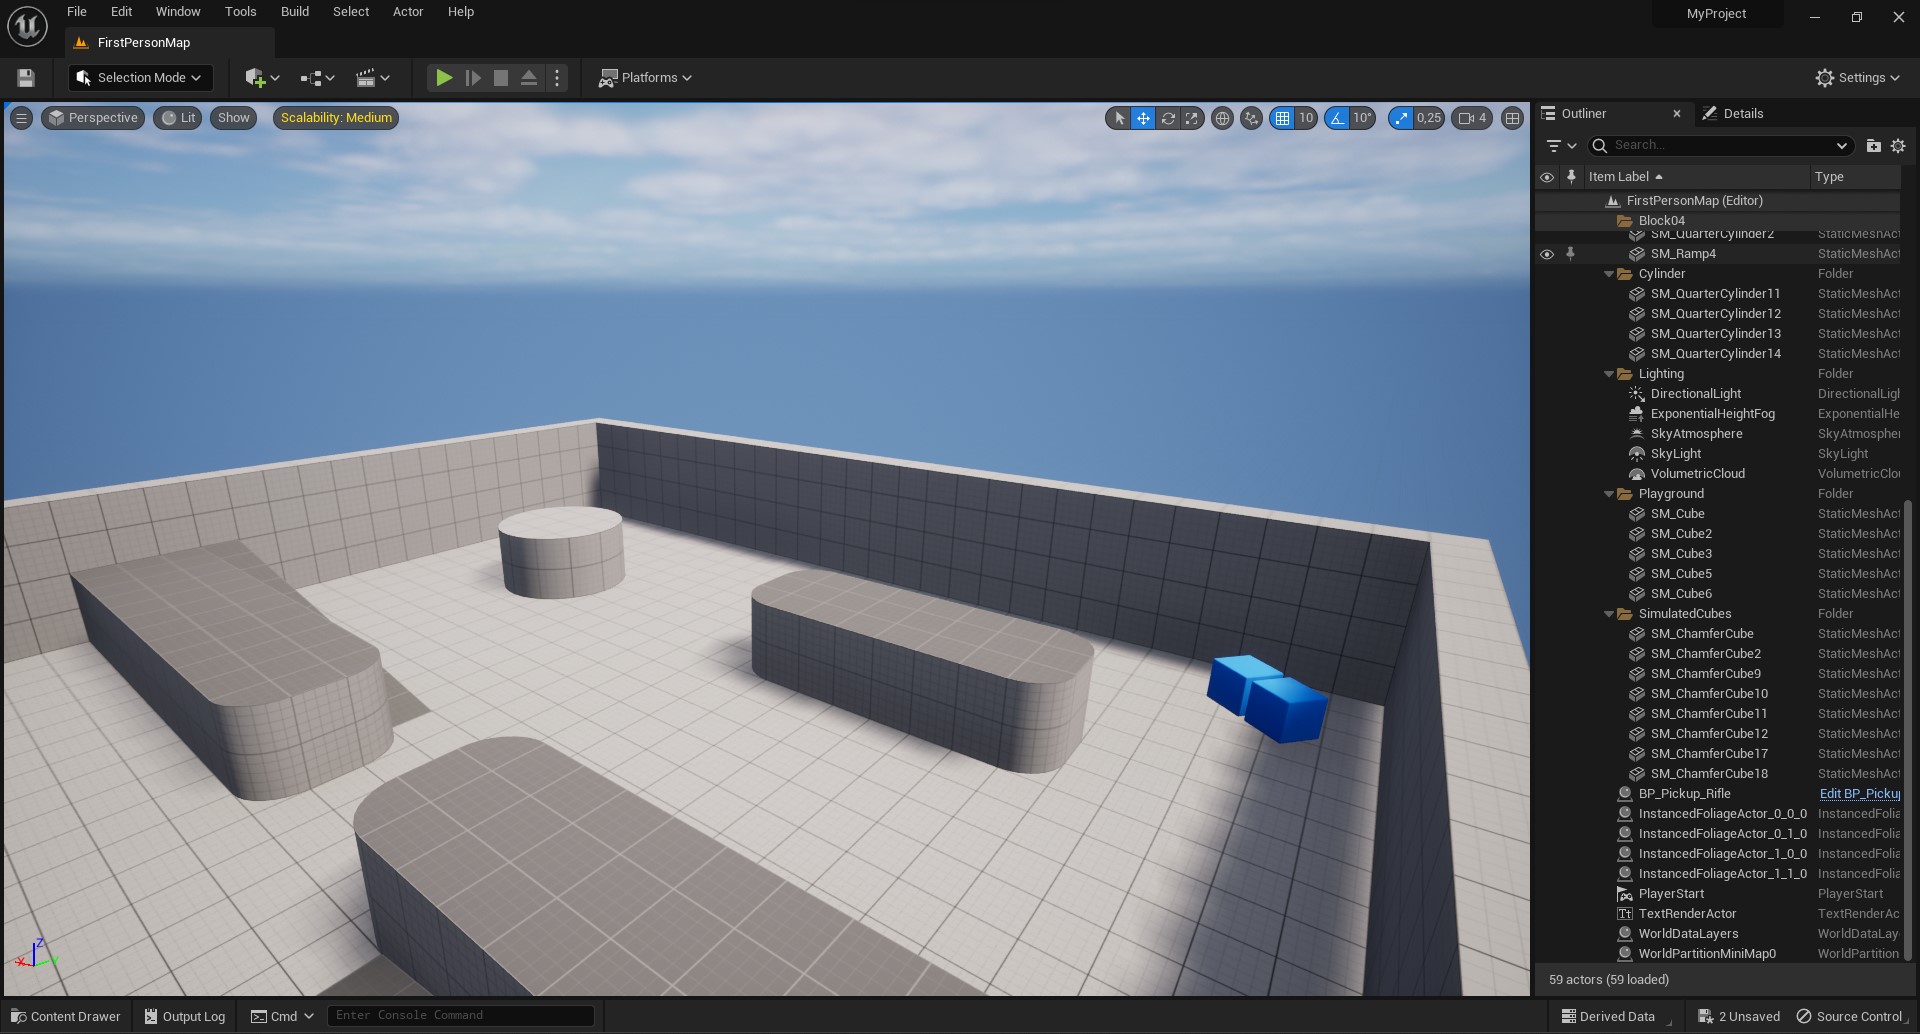 File Edit Window Tools Build Select Actor Help
MyProject
FirstPersonMap
Selection Mode
Platforms
Settings
Perspective Lit Show Scalability: Medium
10 10° 0,25 4
Outliner Details
Search...
Item Label Type
FirstPersonMap (Editor)
Block04
SM_QuarterCylinder2 StaticMeshAct
SM_Ramp4 StaticMeshAct
Cylinder Folder
SM_QuarterCylinder11 StaticMeshAct
SM_QuarterCylinder12 StaticMeshAct
SM_QuarterCylinder13 StaticMeshAct
SM_QuarterCylinder14 StaticMeshAct
Lighting Folder
DirectionalLight DirectionalLigh
ExponentialHeightFog ExponentialHe
SkyAtmosphere SkyAtmospher
SkyLight SkyLight
VolumetricCloud VolumetricClou
Playground Folder
SM_Cube StaticMeshAct
SM_Cube2 StaticMeshAct
SM_Cube3 StaticMeshAct
SM_Cube5 StaticMeshAct
SM_Cube6 StaticMeshAct
SimulatedCubes Folder
SM_ChamferCube StaticMeshAct
SM_ChamferCube2 StaticMeshAct
SM_ChamferCube9 StaticMeshAct
SM_ChamferCube10 StaticMeshAct
SM_ChamferCube11 StaticMeshAct
SM_ChamferCube12 StaticMeshAct
SM_ChamferCube17 StaticMeshAct
SM_ChamferCube18 StaticMeshAct
BP_Pickup_Rifle Edit BP_Pickup
InstancedFoliageActor_0_0_0 InstancedFolia
InstancedFoliageActor_0_1_0 InstancedFolia
InstancedFoliageActor_1_0_0 InstancedFolia
InstancedFoliageActor_1_1_0 InstancedFolia
PlayerStart PlayerStart
TextRenderActor TextRenderAc
WorldDataLayers WorldDataLay
WorldPartitionMiniMap0 WorldPartition
Z
X Y
59 actors (59 loaded)
Content Drawer Output Log Cmd Enter Console Command Derived Data 2 Unsaved Source Control